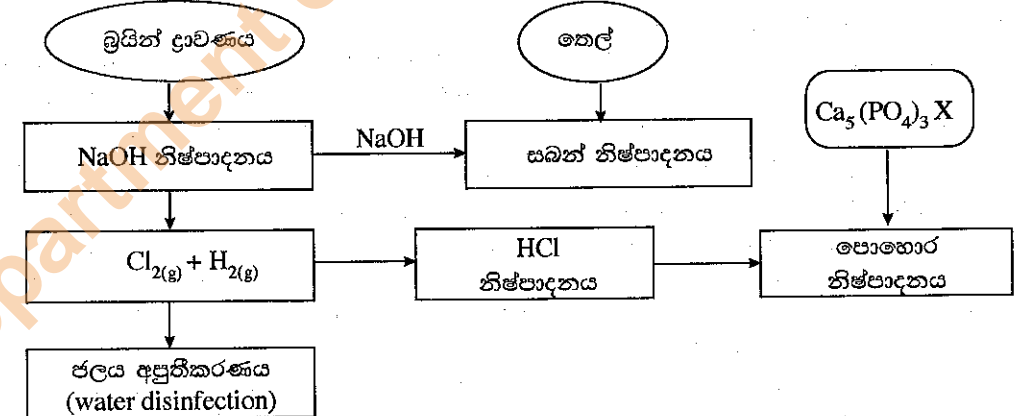 බ්‍රයින් ද්‍රාවණය
තෙල්
Ca₅(PO₄)₃X
NaOH නිෂ්පාදනය
NaOH
සබන් නිෂ්පාදනය
Cl₂(g) + H₂(g)
HCl
නිෂ්පාදනය
පොහොර
නිෂ්පාදනය
ජලය අපුතීකරණය
(water disinfection)